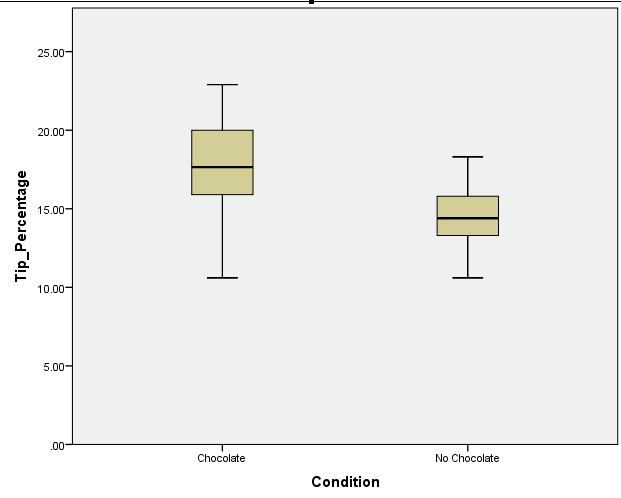 25.00
20.00
15.00
10.00
5.00
.00
Tip_Percentage
Chocolate
No Chocolate
Condition